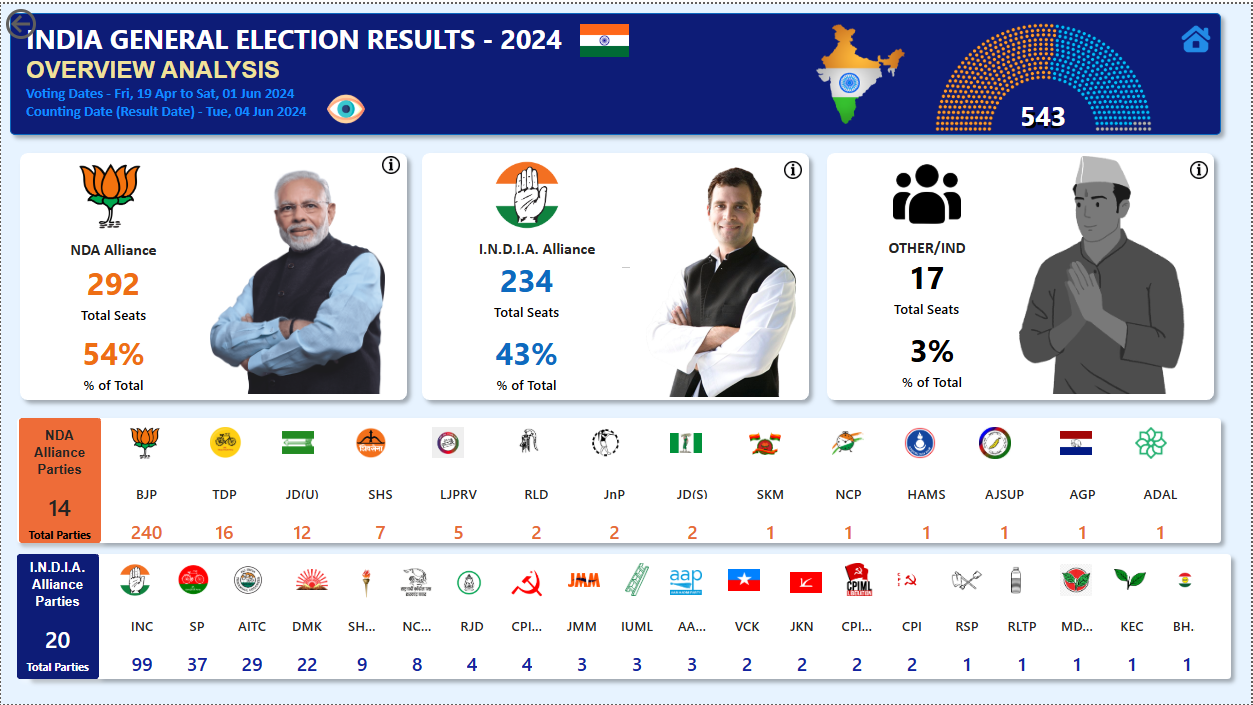 INDIA GENERAL ELECTION RESULTS - 2024
OVERVIEW ANALYSIS
Voting Dates - Fri, 19 Apr to Sat, 01 Jun 2024
Counting Date (Result Date) - Tue, 04 Jun 2024
543
NDA Alliance
292
Total Seats
54%
% of Total
I.N.D.I.A. Alliance
234
Total Seats
43%
% of Total
OTHER/IND
17
Total Seats
3%
% of Total
NDA
Alliance
Parties
14
Total Parties
BJP TDP JD(U) SHS LJPRV RLD JnP JD(S) SKM NCP HAMS AJSUP AGP ADAL
240 16 12 7 5 2 2 2 1 1 1 1 1 1
I.N.D.I.A.
Alliance
Parties
20
Total Parties
JMM
aap
CPIML
INC SP AITC DMK SH... NC... RJD CPI... JMM IUML AA... VCK JKN CPI... CPI RSP RLTP MD... KEC BH.
99 37 29 22 9 8 4 4 3 3 3 2 2 2 2 1 1 1 1 1